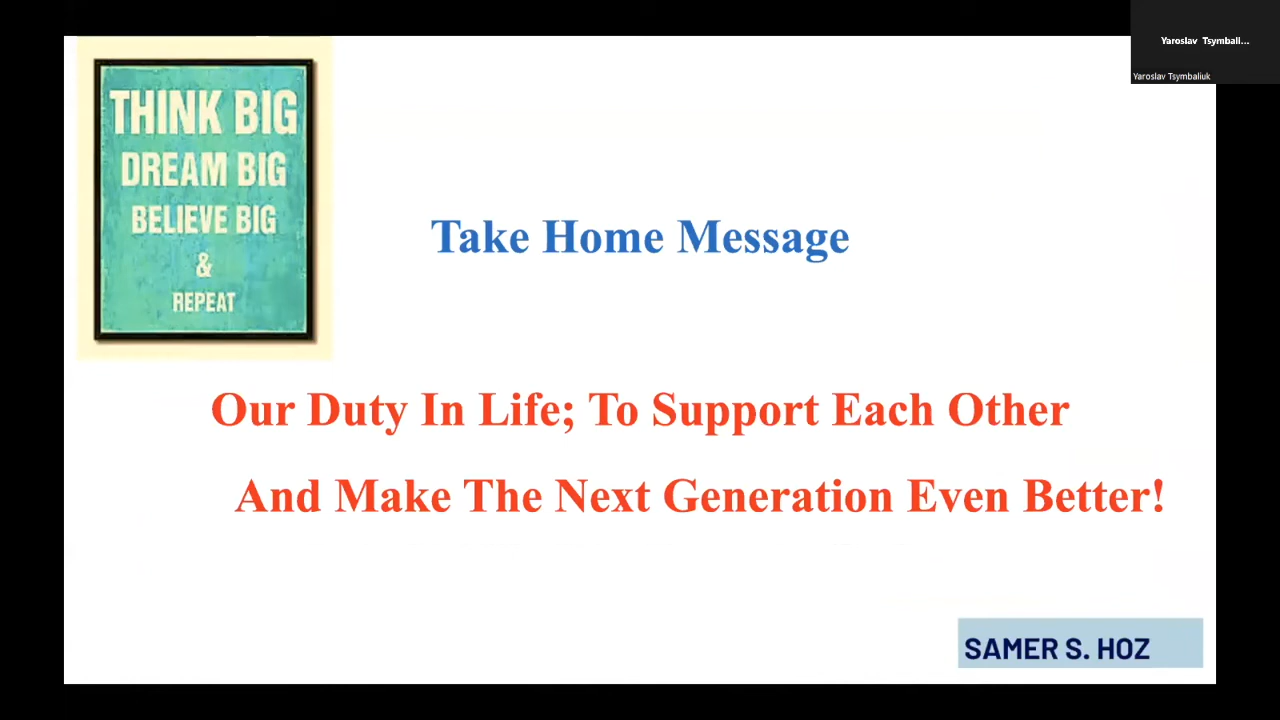 Yaroslav Tsymbali...
Yaroslav Tsymbaliuk
THINK BIG
DREAM BIG
BELIEVE BIG
&
REPEAT
Take Home Message
Our Duty In Life; To Support Each Other
And Make The Next Generation Even Better!
SAMER S. HOZ